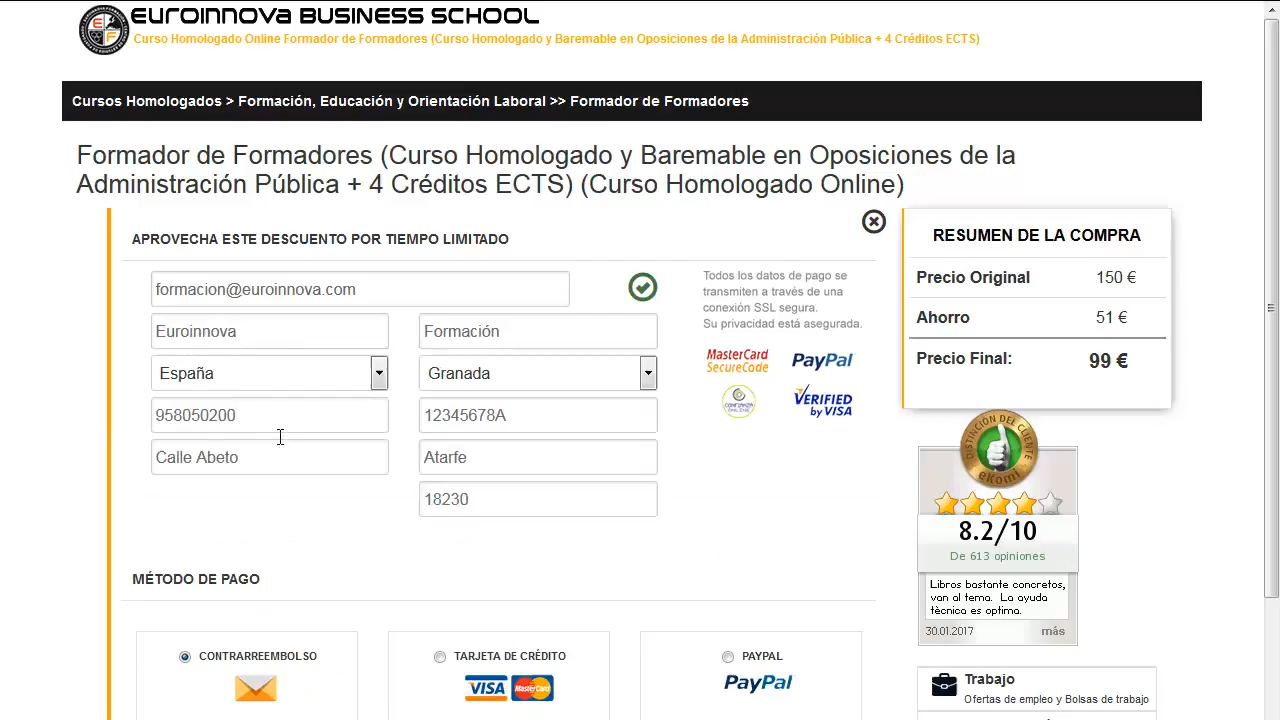 EUROINNOVA BUSINESS SCHOOL
Curso Homologado Online Formador de Formadores (Curso Homologado y Baremable en Oposiciones de la Administración Pública + 4 Créditos ECTS)
Cursos Homologados > Formación, Educación y Orientación Laboral >> Formador de Formadores
Formador de Formadores (Curso Homologado y Baremable en Oposiciones de la
Administración Pública + 4 Créditos ECTS) (Curso Homologado Online)
APROVECHA ESTE DESCUENTO POR TIEMPO LIMITADO
formacion@euroinnova.com
Euroinnova
Formación
España
Granada
958050200
12345678A
Calle Abeto
Atarfe
18230
Todos los datos de pago se
transmiten a través de una
conexión SSL segura.
Su privacidad está asegurada.
MasterCard
SecureCode
PayPal
CONFIANZA
ONLINE
VERIFIED
by VISA
MÉTODO DE PAGO
CONTRARREEMBOLSO
TARJETA DE CRÉDITO
VISA
MasterCard
PAYPAL
PayPal
RESUMEN DE LA COMPRA
Precio Original 150 €
Ahorro 51 €
Precio Final: 99 €
DISTINCIÓN DEL CLIENTE
eKomi
8.2/10
De 613 opiniones
Libros bastante concretos,
van al tema. La ayuda
tècnica es optima.
30.01.2017 más
Trabajo
Ofertas de empleo y Bolsas de trabajo